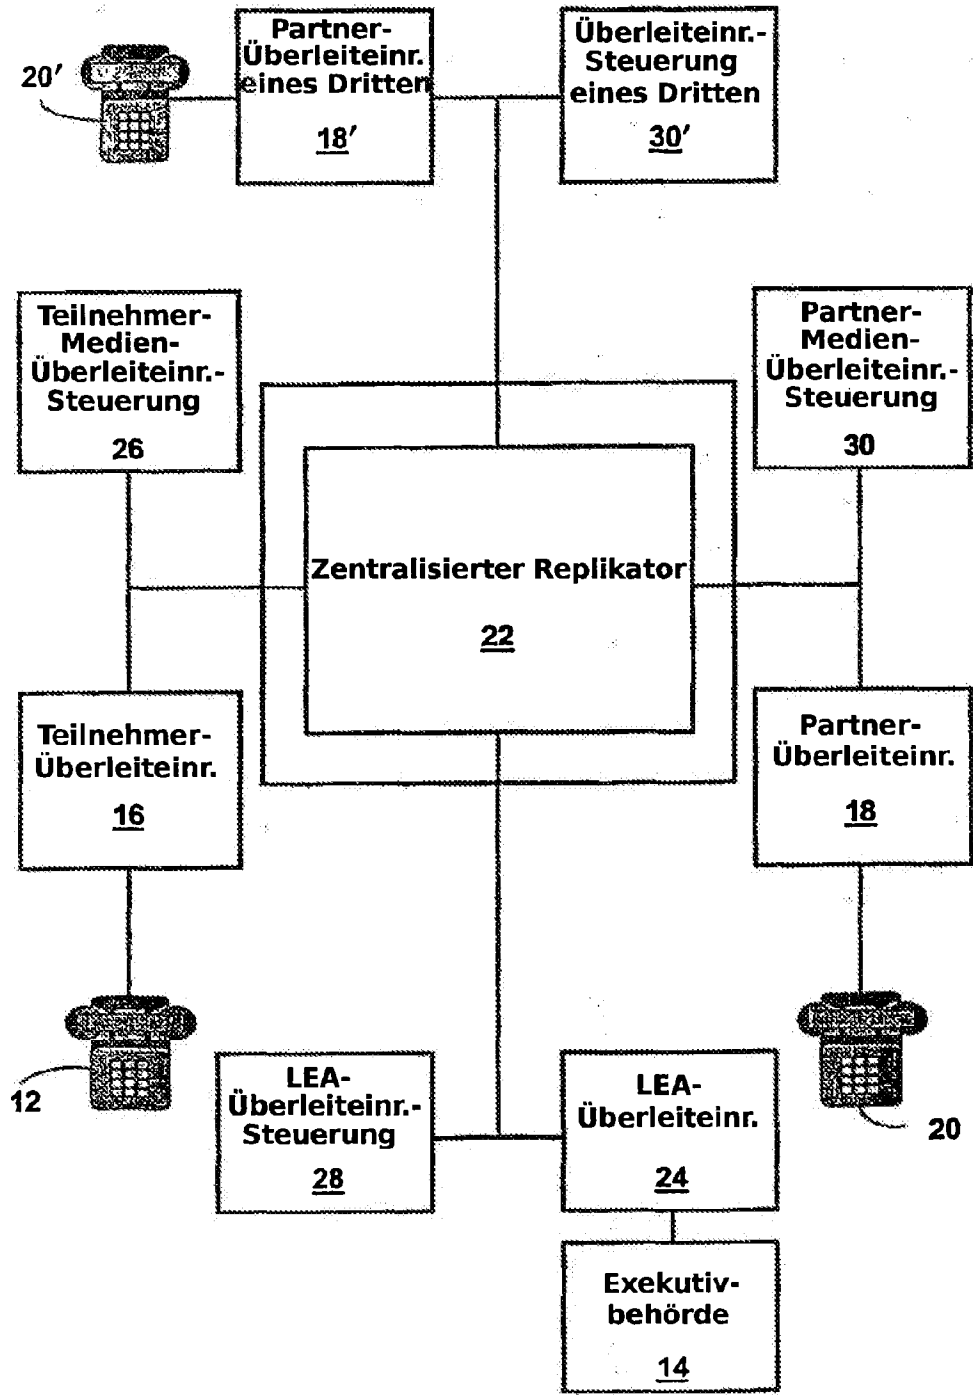 20′
Partner-
Überleiteinr.
eines Dritten
18′
Überleiteinr.-
Steuerung
eines Dritten
30′
Teilnehmer-
Medien-
Überleiteinr.-
Steuerung
26
Partner-
Medien-
Überleiteinr.-
Steuerung
30
Zentralisierter Replikator
22
Teilnehmer-
Überleiteinr.
16
Partner-
Überleiteinr.
18
12
LEA-
Überleiteinr.-
Steuerung
28
LEA-
Überleiteinr.
24
20
Exekutiv-
behörde
14